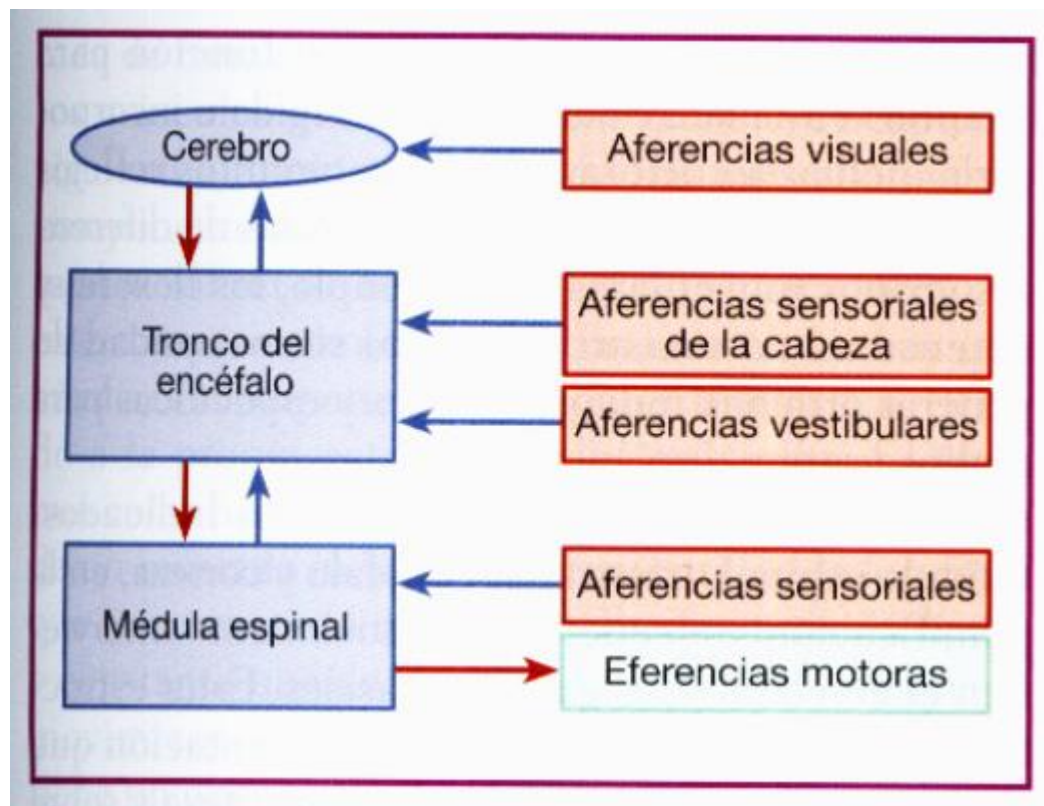 Cerebro
Aferencias visuales
Tronco del
encéfalo
Aferencias sensoriales
de la cabeza
Aferencias vestibulares
Médula espinal
Aferencias sensoriales
Eferencias motoras